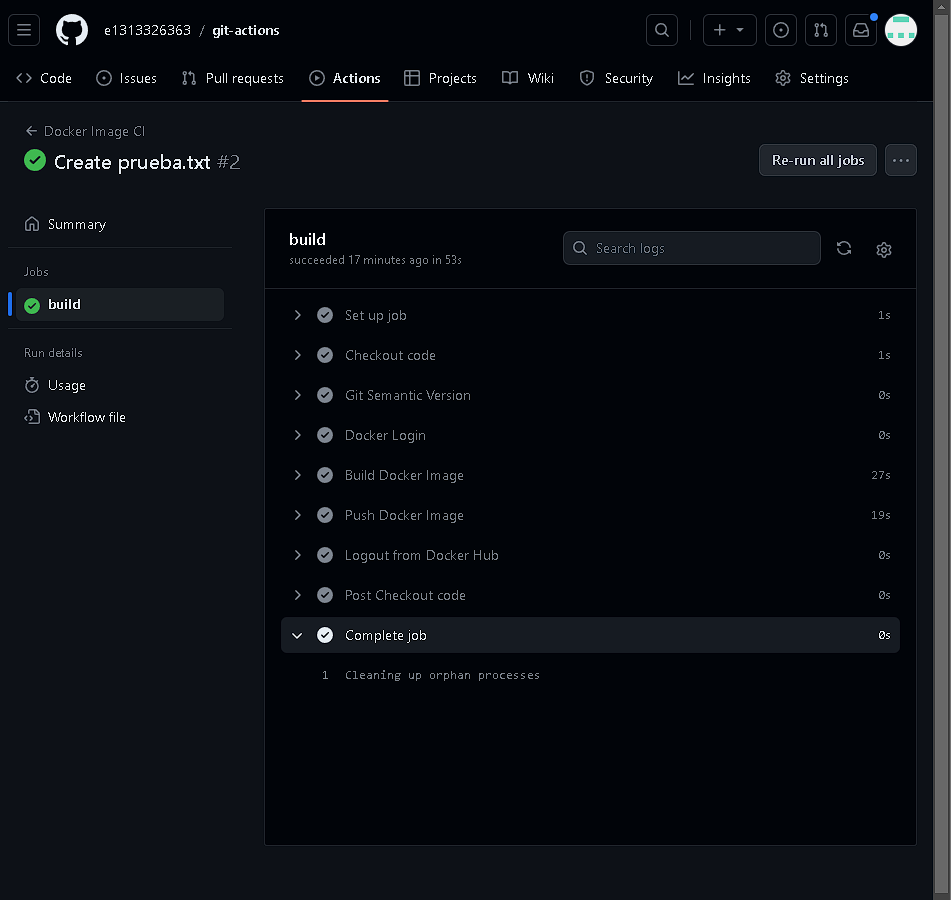 e1313326363 / git-actions
Code Issues Pull requests Actions Projects Wiki Security Insights Settings
Docker Image CI
Create prueba.txt #2
Re-run all jobs
Summary
Jobs
build
Run details
Usage
Workflow file
build
succeeded 17 minutes ago in 53s
Search logs
Set up job 1s
Checkout code 1s
Git Semantic Version 0s
Docker Login 0s
Build Docker Image 27s
Push Docker Image 19s
Logout from Docker Hub 0s
Post Checkout code 0s
Complete job 0s
1 Cleaning up orphan processes